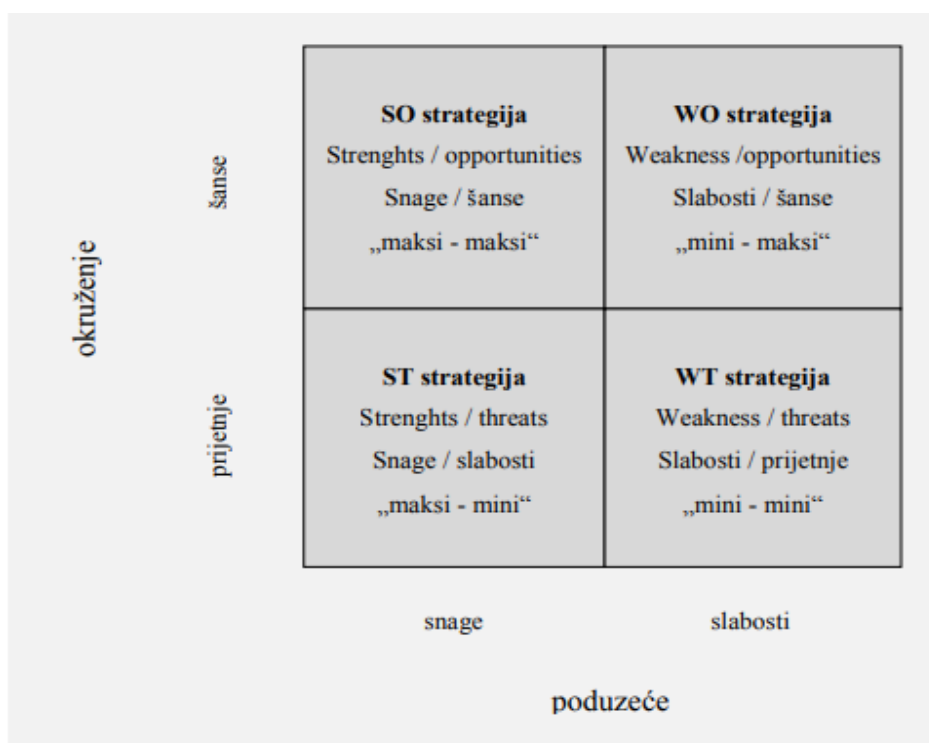 okruženje
šanse
SO strategija
Strenghts / opportunities
Snage / šanse
„maksi - maksi“
WO strategija
Weakness /opportunities
Slabosti / šanse
„mini - maksi“
prijetnje
ST strategija
Strenghts / threats
Snage / slabosti
„maksi - mini“
WT strategija
Weakness / threats
Slabosti / prijetnje
„mini - mini“
snage
slabosti
poduzeće